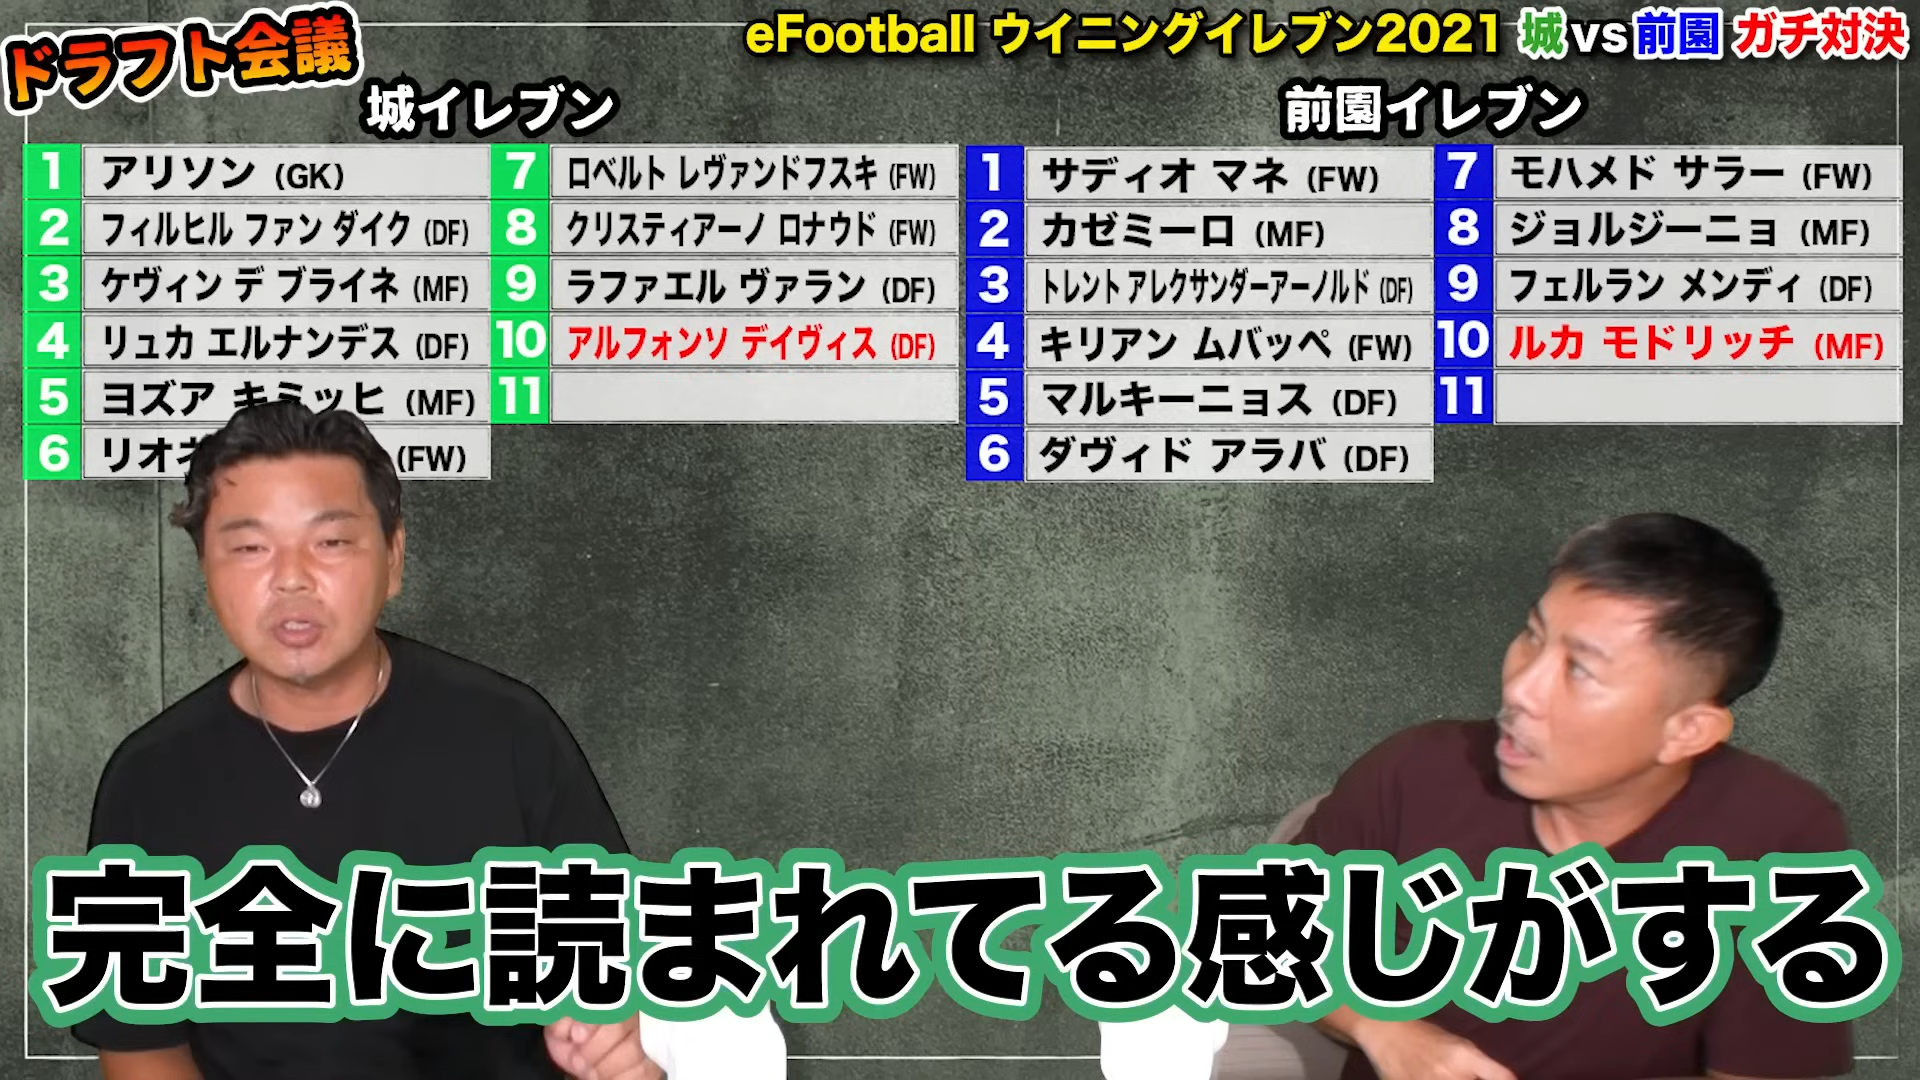 ドラフト会議
eFootball ウイニングイレブン2021 城vs前園 ガチ対決
城イレブン
1 アリソン (GK)
2 フィルヒル ファン ダイク (DF)
3 ケヴィン デ ブライネ (MF)
4 リュカ エルナンデス (DF)
5 ヨズア キミッヒ (MF)
6 リオネ (FW)
7 ロベルト レヴァンドフスキ (FW)
8 クリスティアーノ ロナウド (FW)
9 ラファエル ヴァラン (DF)
10 アルフォンソ デイヴィス (DF)
11
前園イレブン
1 サディオ マネ (FW)
2 カゼミーロ (MF)
3 トレント アレクサンダーアーノルド (DF)
4 キリアン ムバッペ (FW)
5 マルキーニョス (DF)
6 ダヴィド アラバ (DF)
7 モハメド サラー (FW)
8 ジョルジーニョ (MF)
9 フェルラン メンディ (DF)
10 ルカ モドリッチ (MF)
11
完全に読まれてる感じがする